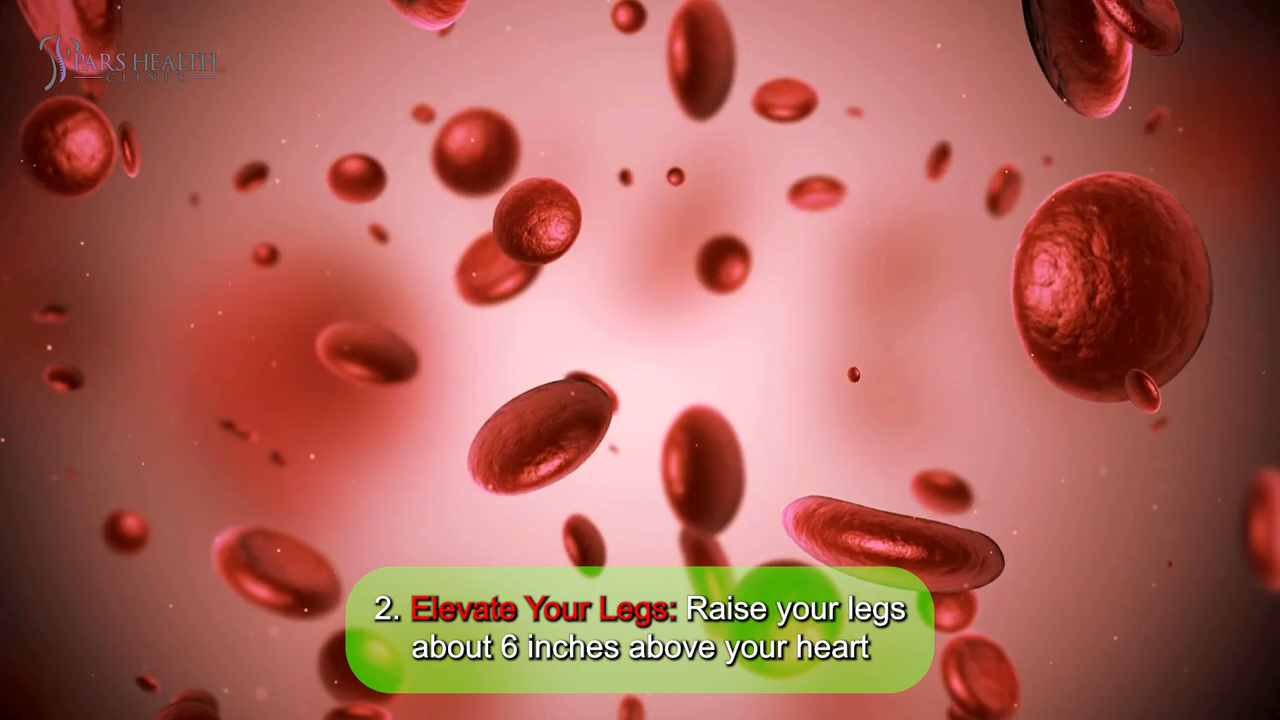 PARS HEALTH
CLINIC
2. Elevate Your Legs: Raise your legs
about 6 inches above your heart